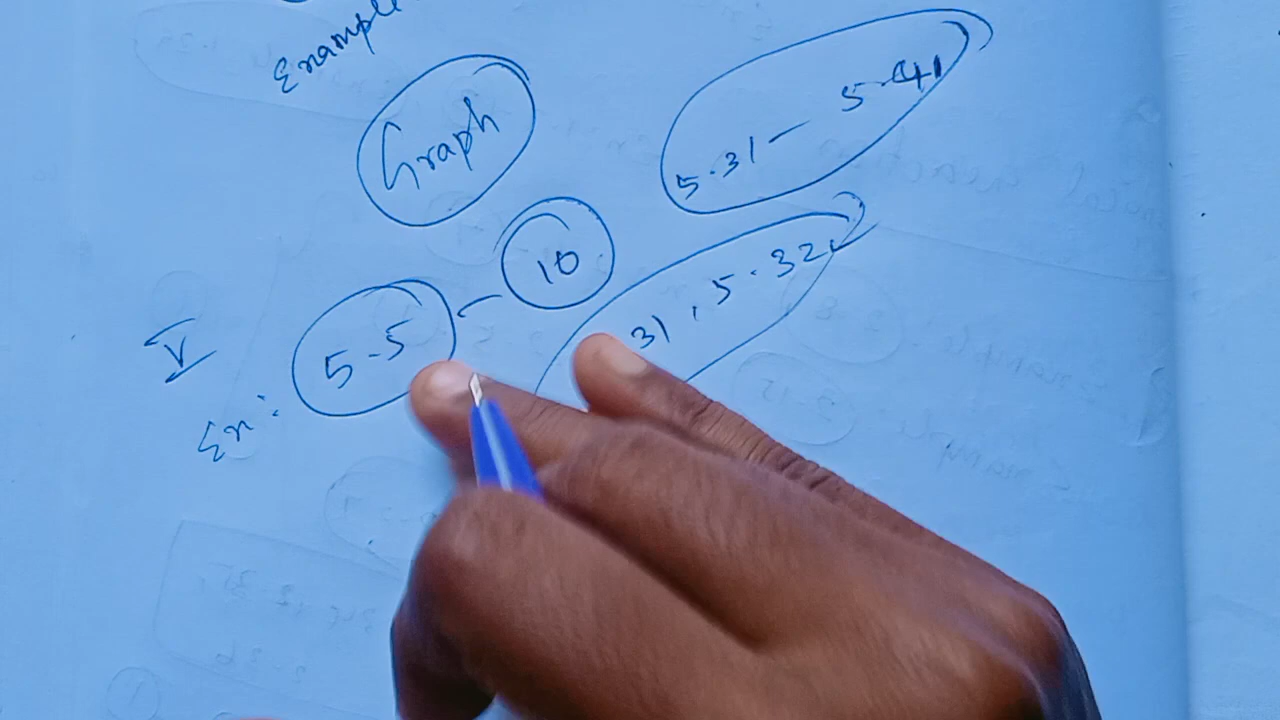 Example
Graph
5.31 – 5.41
V
Ex: 5.5 – 10
31, 5.32,